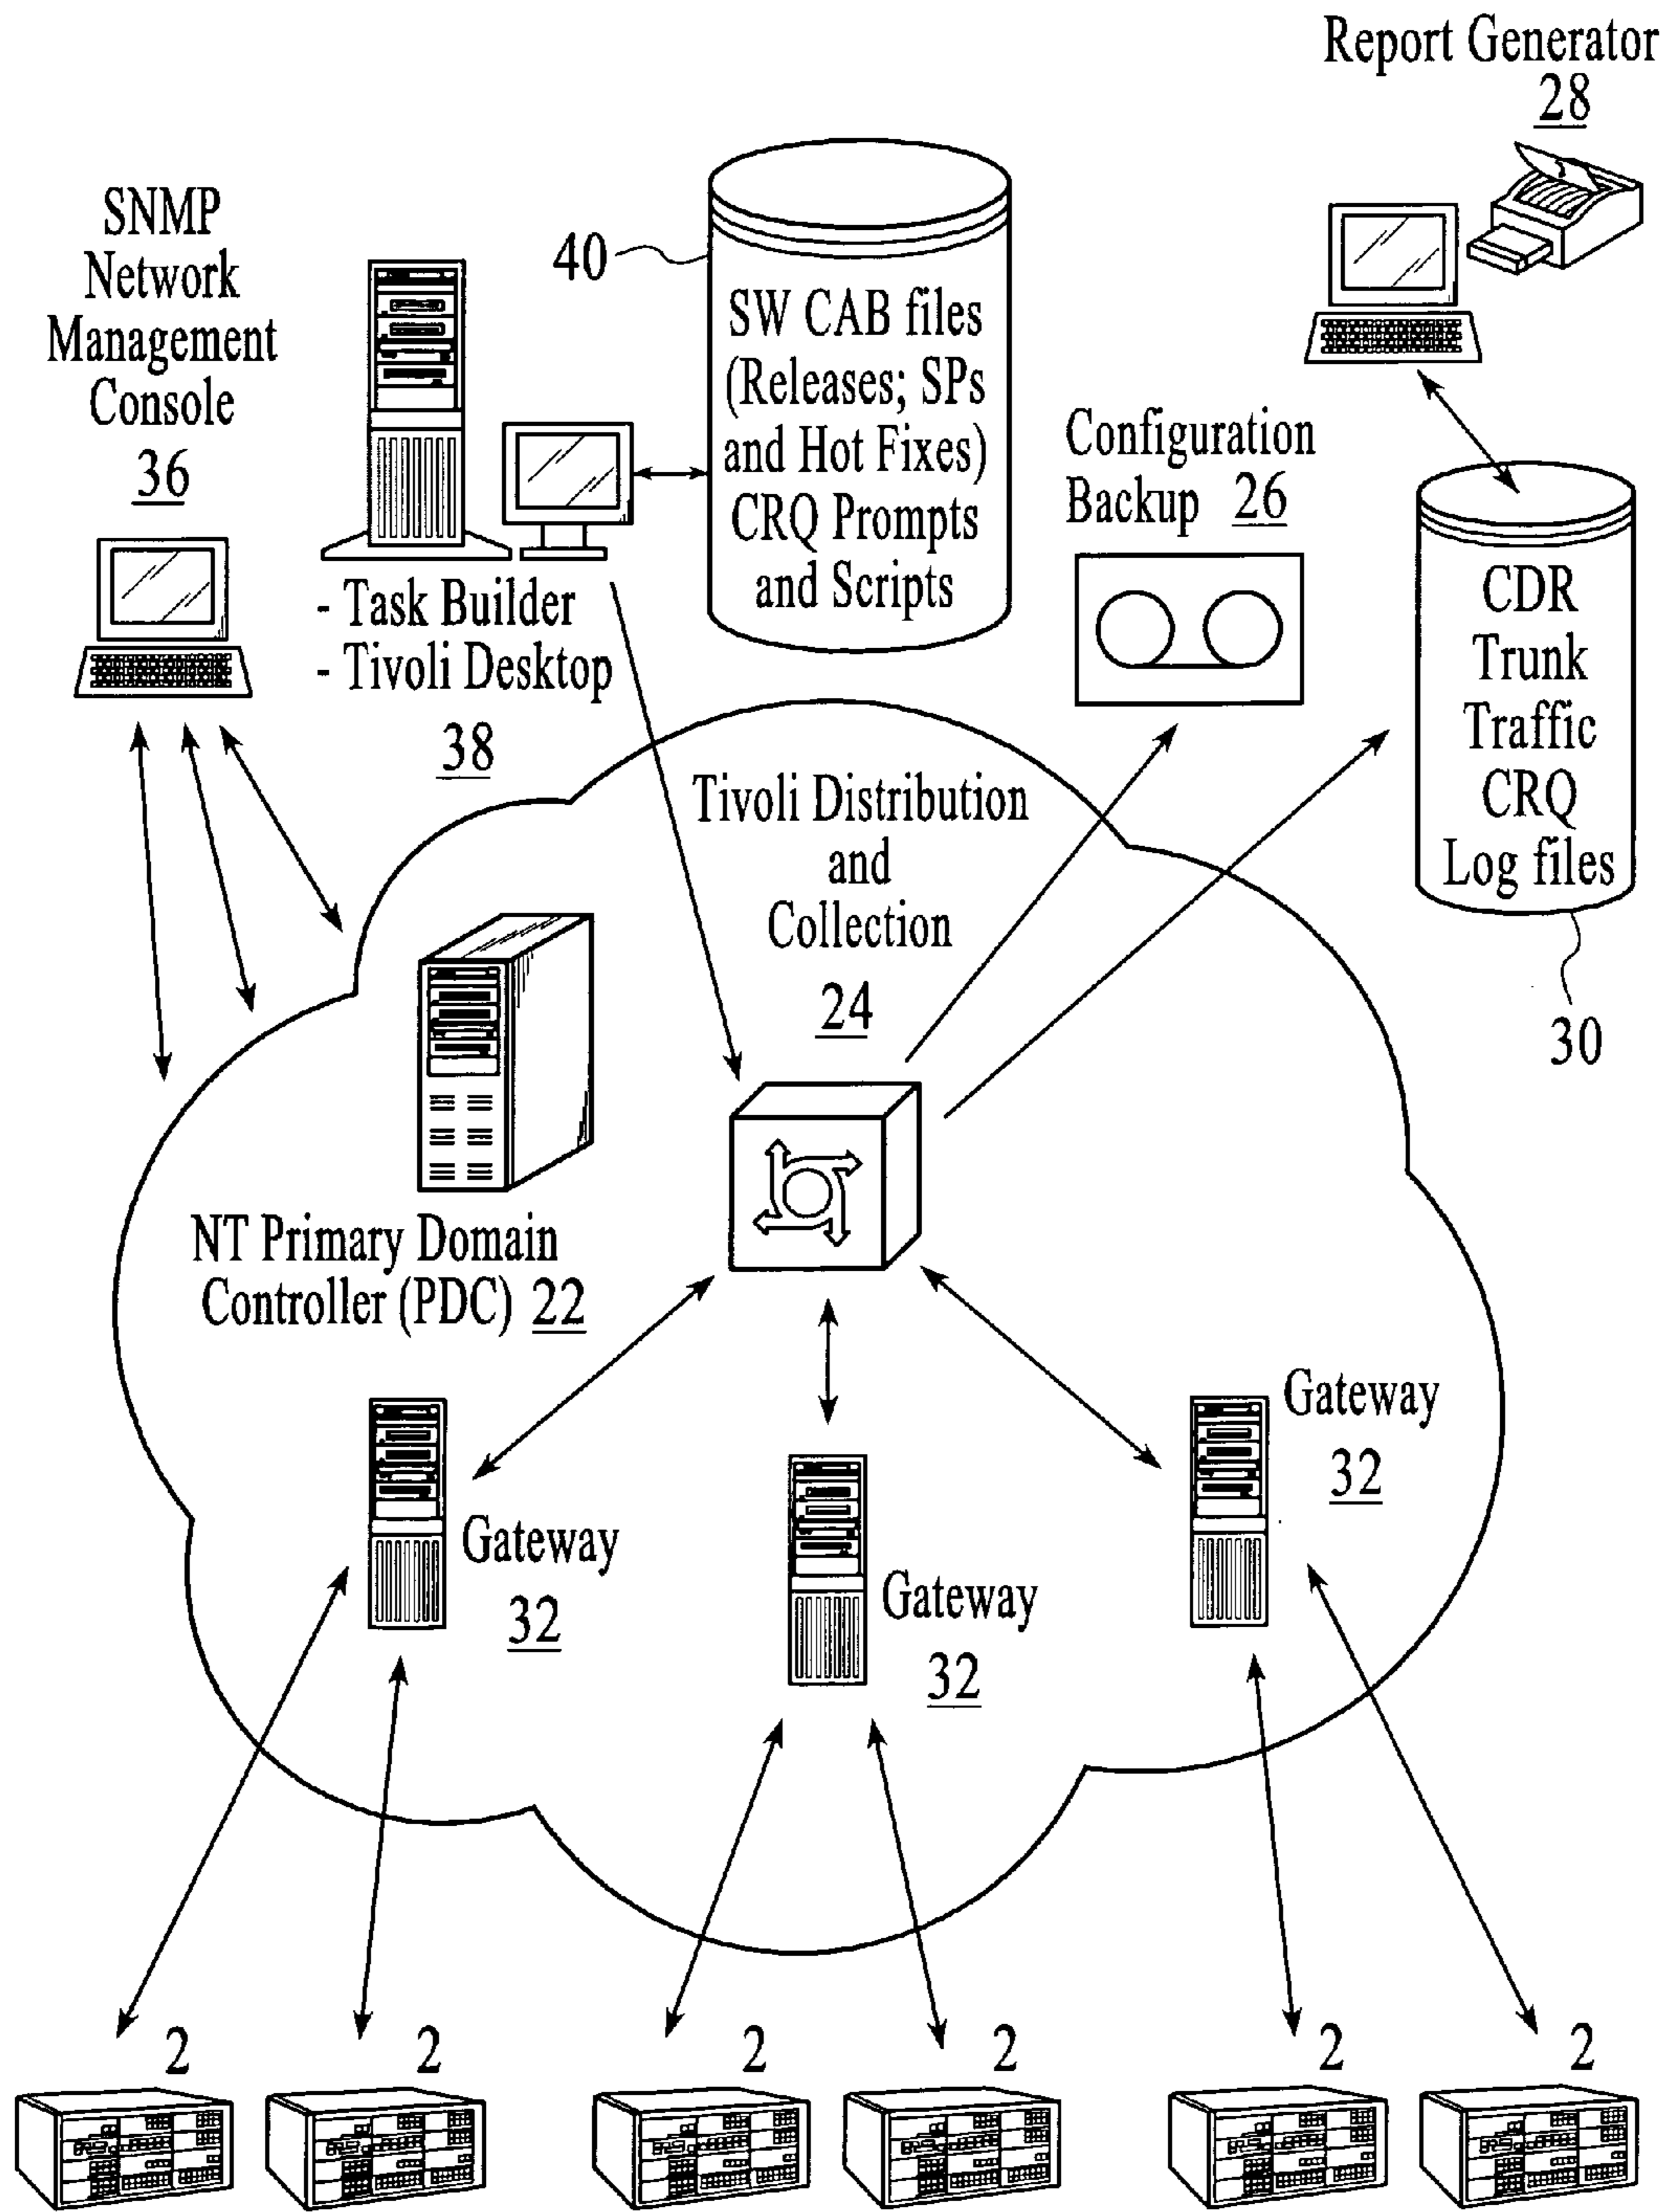 Report Generator
28
SNMP
Network
Management
Console
36
40
SW CAB files
(Releases; SPs
and Hot Fixes)
CRQ Prompts
and Scripts
- Task Builder
- Tivoli Desktop
38
Configuration
Backup 26
CDR
Trunk
Traffic
CRQ
Log files
30
Tivoli Distribution
and
Collection
24
NT Primary Domain
Controller (PDC) 22
Gateway
32
Gateway
32
Gateway
32
2
2
2
2
2
2